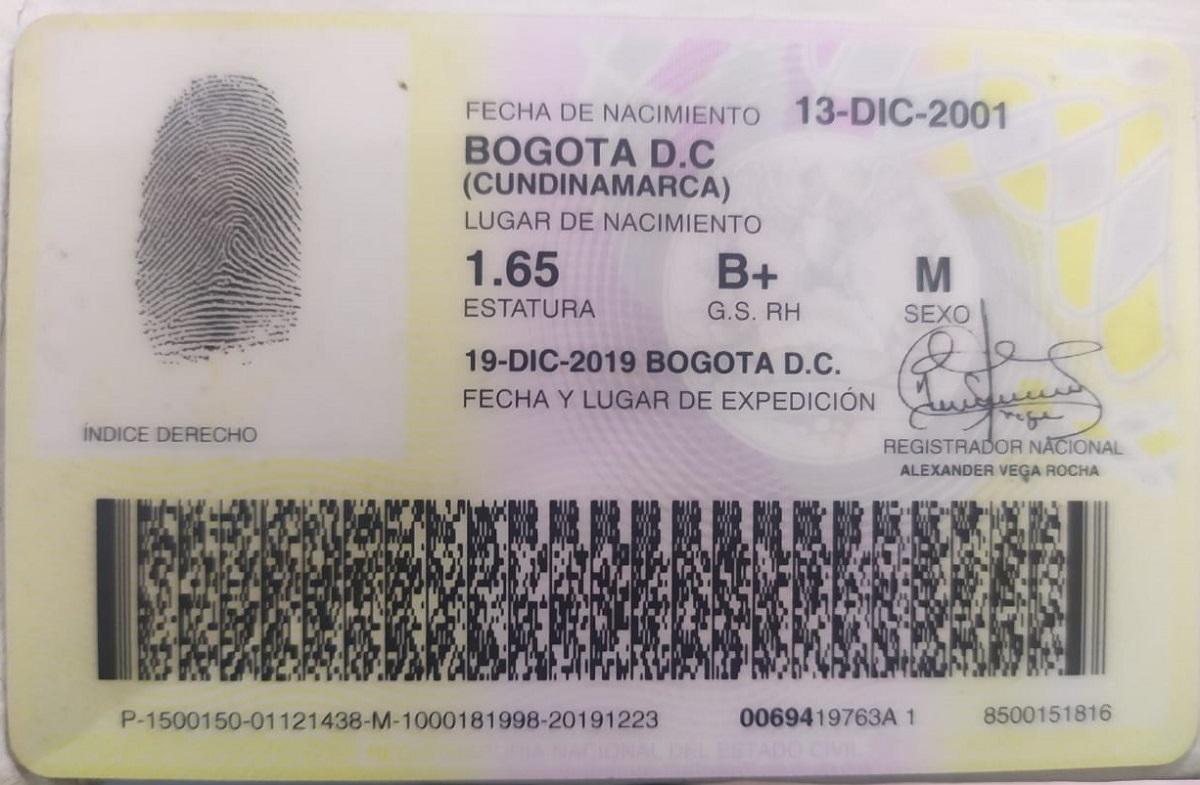 FECHA DE NACIMIENTO 13-DIC-2001
BOGOTA D.C
(CUNDINAMARCA)
LUGAR DE NACIMIENTO
1.65 B+ M
ESTATURA G.S. RH SEXO
19-DIC-2019 BOGOTA D.C.
FECHA Y LUGAR DE EXPEDICIÓN
ÍNDICE DERECHO
REGISTRADOR NACIONAL
ALEXANDER VEGA ROCHA
P-1500150-01121438-M-1000181998-20191223 0069419763A 1 8500151816
NACIONAL DEL ESTADO CIVIL